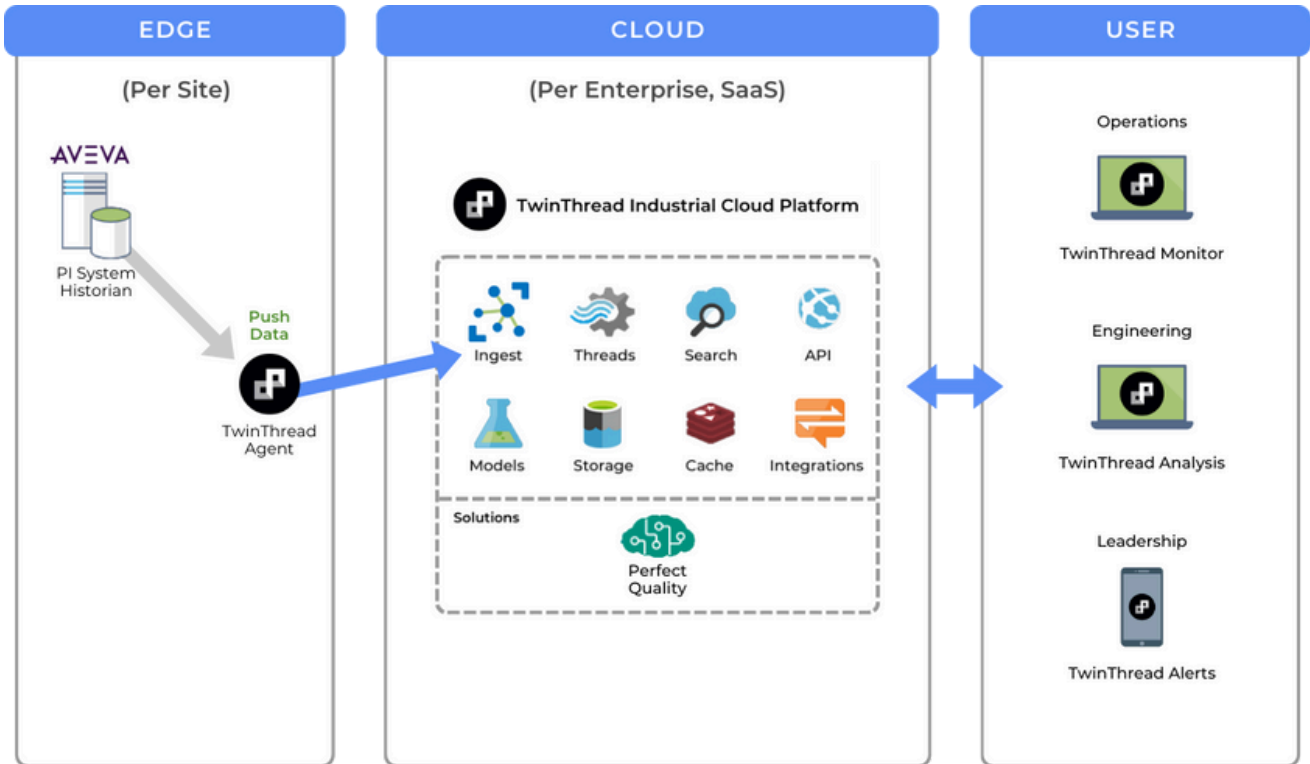 EDGE
(Per Site)
AVEVA
PI System
Historian
Push
Data
TwinThread
Agent
CLOUD
(Per Enterprise, SaaS)
TwinThread Industrial Cloud Platform
Ingest
Threads
Search
API
Models
Storage
Cache
Integrations
Solutions
Perfect
Quality
USER
Operations
TwinThread Monitor
Engineering
TwinThread Analysis
Leadership
TwinThread Alerts